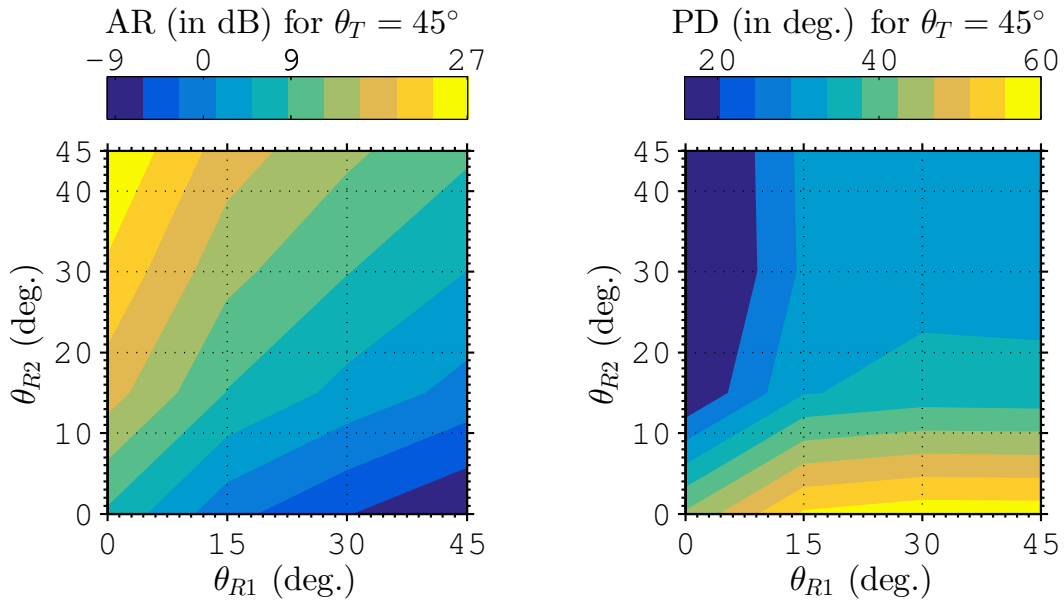 AR (in dB) for θ_T = 45°
−9 0 9 27
45
40
30
20
10
0
θ_R2 (deg.)
0 15 30 45
θ_R1 (deg.)
PD (in deg.) for θ_T = 45°
20 40 60
45
40
30
20
10
0
θ_R2 (deg.)
0 15 30 45
θ_R1 (deg.)